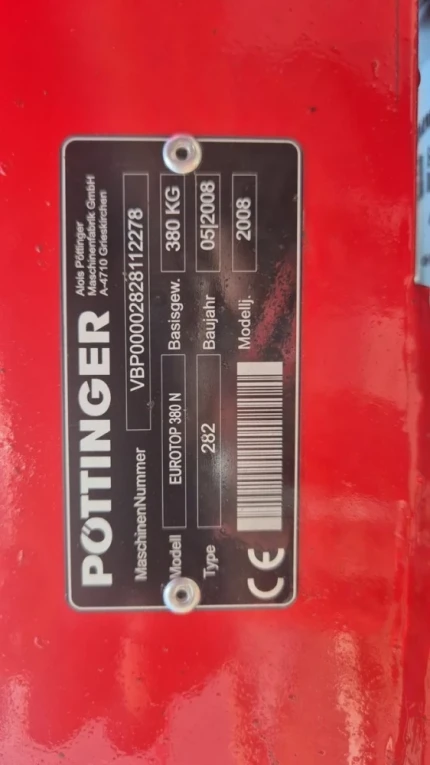 PÖTTINGER
Alois Pöttinger
Maschinenfabrik GmbH
A-4710 Grieskirchen
MaschinenNummer VBP00002828112278
Modell EUROTOP 380 N Basisgew. 380 KG
Type 282 Baujahr 05|2008
Modellj. 2008
CE